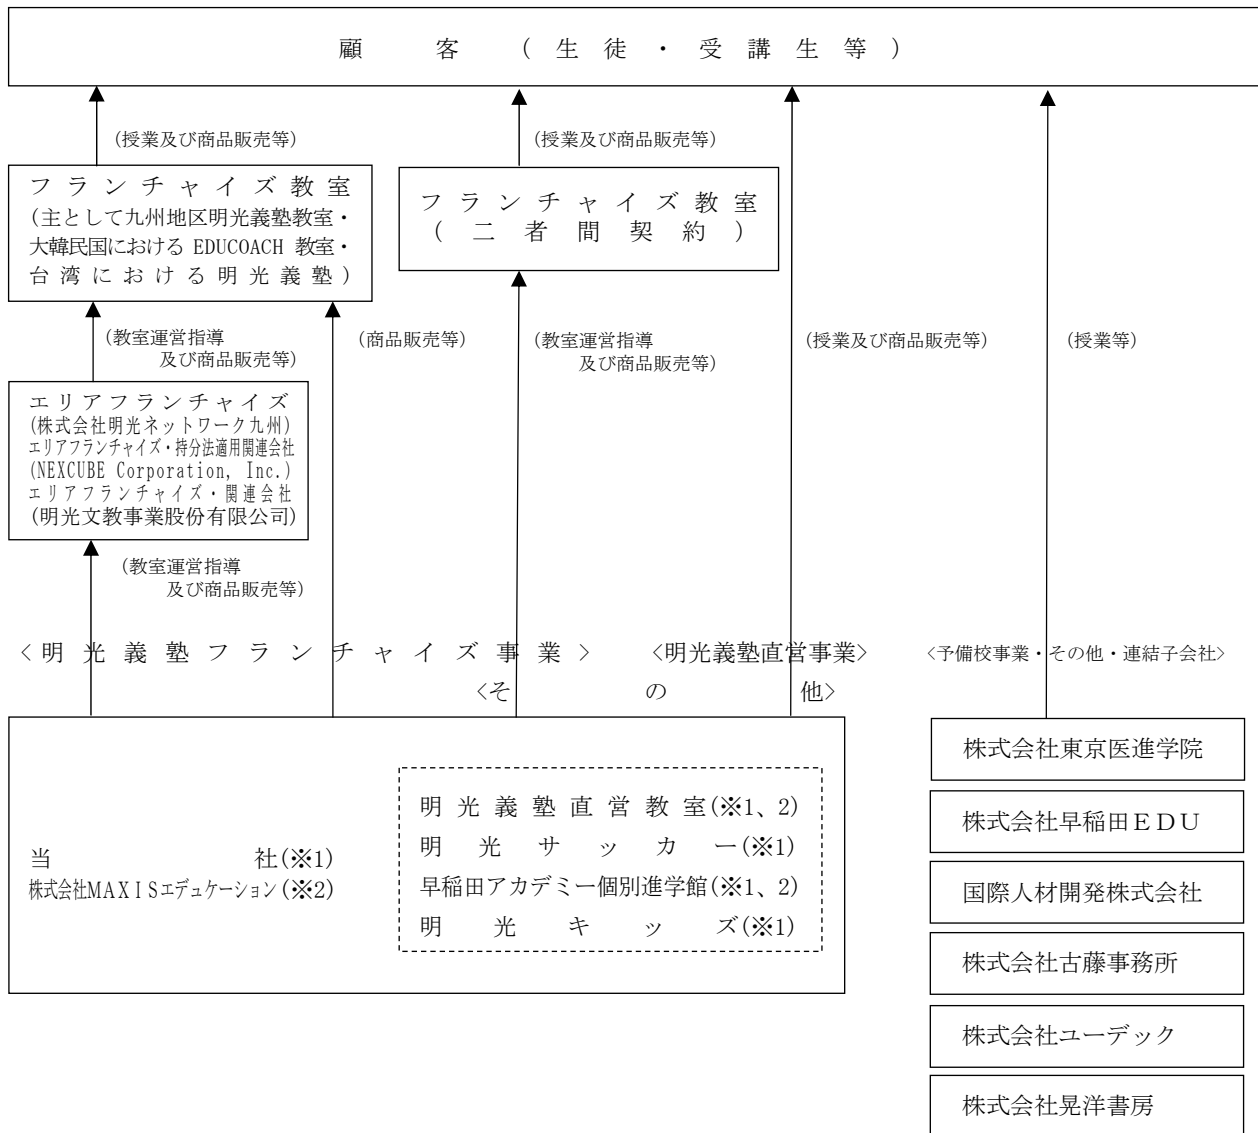 顧客(生徒・受講生等)
(授業及び商品販売等)
(授業及び商品販売等)
フランチャイズ教室
(主として九州地区明光義塾教室・
大韓民国における EDUCOACH 教室・
台湾における明光義塾)
フランチャイズ教室
(二者間契約)
(教室運営指導
及び商品販売等)
(商品販売等)
(教室運営指導
及び商品販売等)
(授業及び商品販売等)
(授業等)
エリアフランチャイズ
(株式会社明光ネットワーク九州)
エリアフランチャイズ・持分法適用関連会社
(NEXCUBE Corporation, Inc.)
エリアフランチャイズ・関連会社
(明光文教事業股份有限公司)
(教室運営指導
及び商品販売等)
<明光義塾フランチャイズ事業>
<明光義塾直営事業>
<予備校事業・その他・連結子会社>
<その他>
当社(※1)
株式会社MAXISエデュケーション(※2)
明光義塾直営教室(※1、2)
明光サッカー(※1)
早稲田アカデミー個別進学館(※1、2)
明光キッズ(※1)
株式会社東京医進学院
株式会社早稲田EDU
国際人材開発株式会社
株式会社古藤事務所
株式会社ユーデック
株式会社晃洋書房